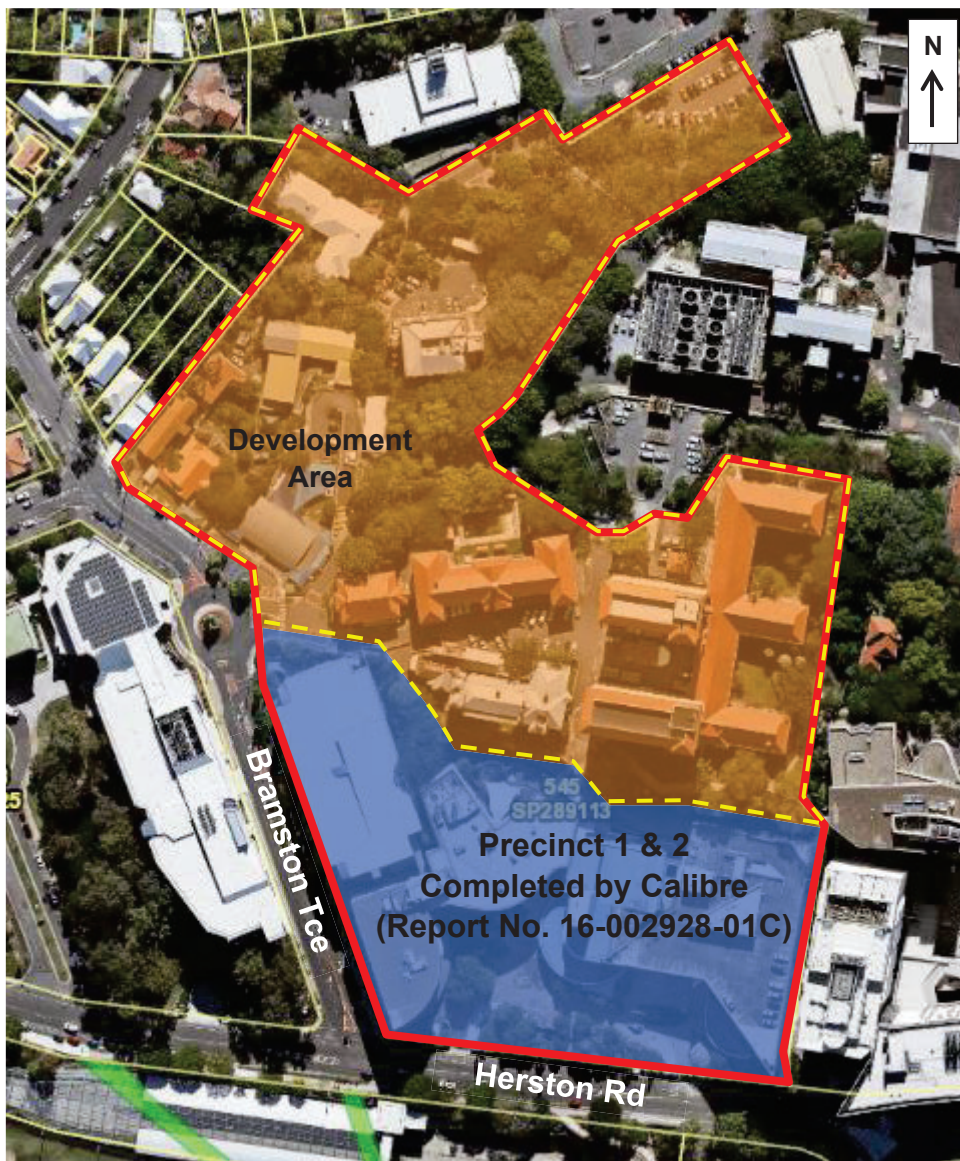 N
Development
Area
545
SP289113
Precinct 1 & 2
Completed by Calibre
(Report No. 16-002928-01C)
Bramston Tce
Herston Rd